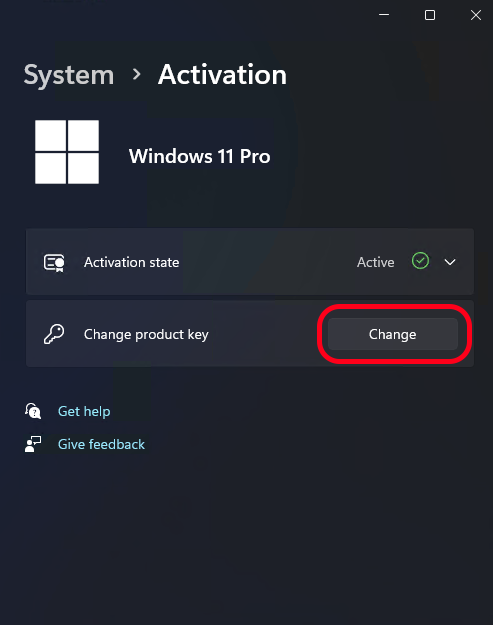 System > Activation
Windows 11 Pro
Activation state Active
Change product key Change
Get help
Give feedback